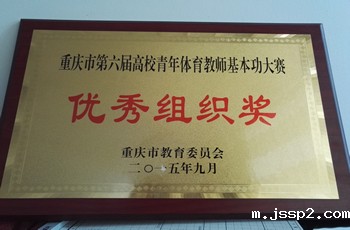 重庆市第六届高校青年体育教师基本功大赛
优秀组织奖
重庆市教育委员会
二〇一五年九月
m.jssp2.com